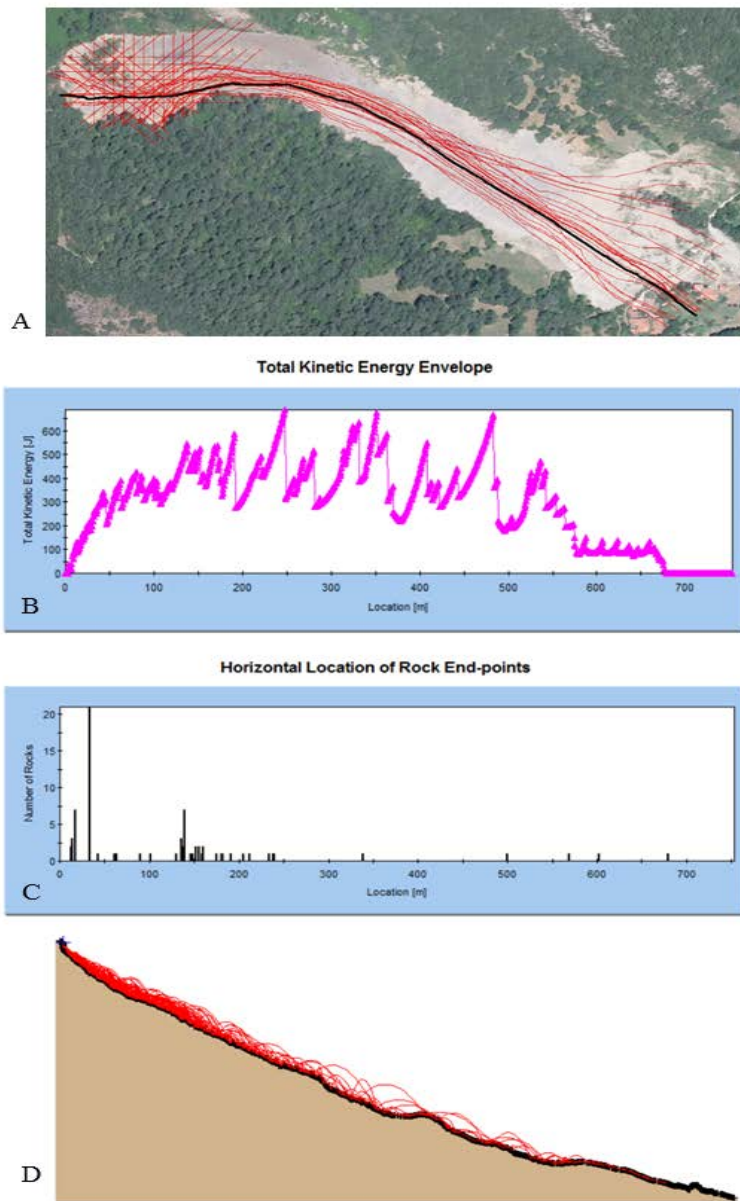 A
Total Kinetic Energy Envelope
Total Kinetic Energy [J]
600
500
400
300
200
100
0
0 100 200 300 400 500 600 700
Location [m]
B
Horizontal Location of Rock End-points
Number of Rocks
20
15
10
5
0
0 100 200 300 400 500 600 700
Location [m]
C
D